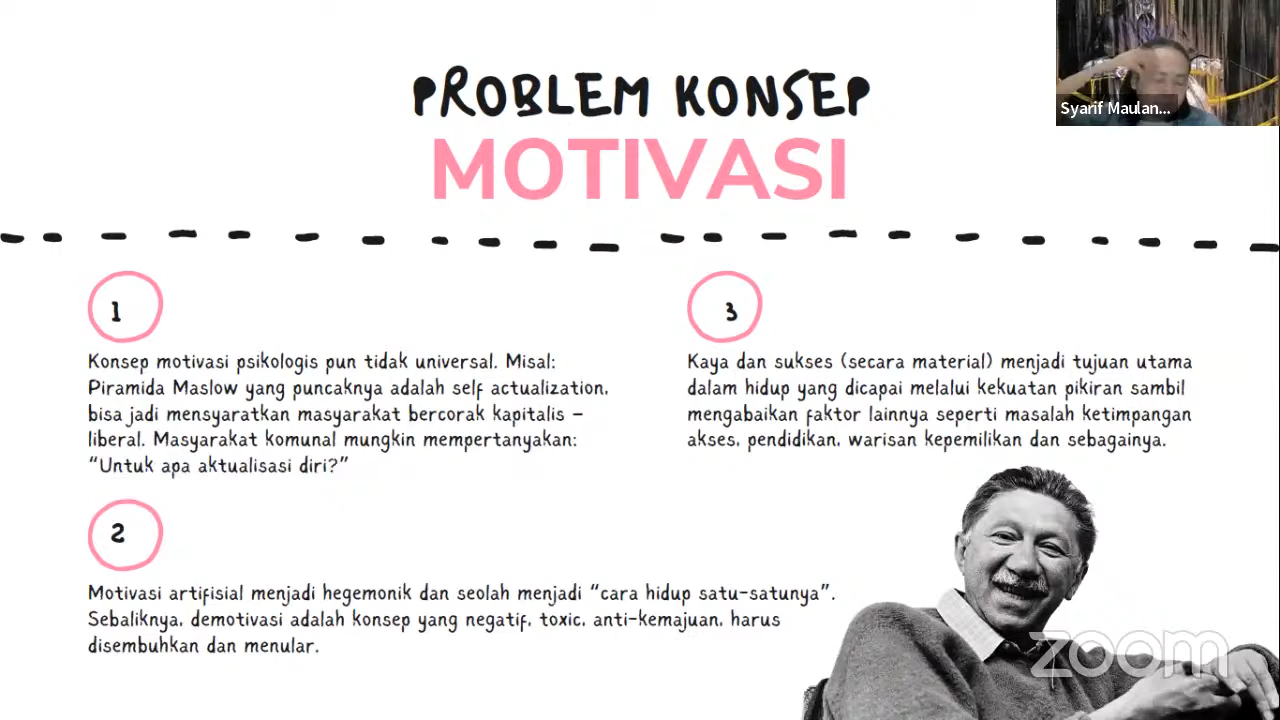 PROBLEM KONSEP
MOTIVASI
Syarif Maulan...
1
Konsep motivasi psikologis pun tidak universal. Misal:
Piramida Maslow yang puncaknya adalah self actualization,
bisa jadi mensyaratkan masyarakat bercorak kapitalis –
liberal. Masyarakat komunal mungkin mempertanyakan:
“Untuk apa aktualisasi diri?”
2
Motivasi artifisial menjadi hegemonik dan seolah menjadi “cara hidup satu-satunya”.
Sebaliknya, demotivasi adalah konsep yang negatif, toxic, anti-kemajuan, harus
disembuhkan dan menular.
3
Kaya dan sukses (secara material) menjadi tujuan utama
dalam hidup yang dicapai melalui kekuatan pikiran sambil
mengabaikan faktor lainnya seperti masalah ketimpangan
akses, pendidikan, warisan kepemilikan dan sebagainya.
zoom